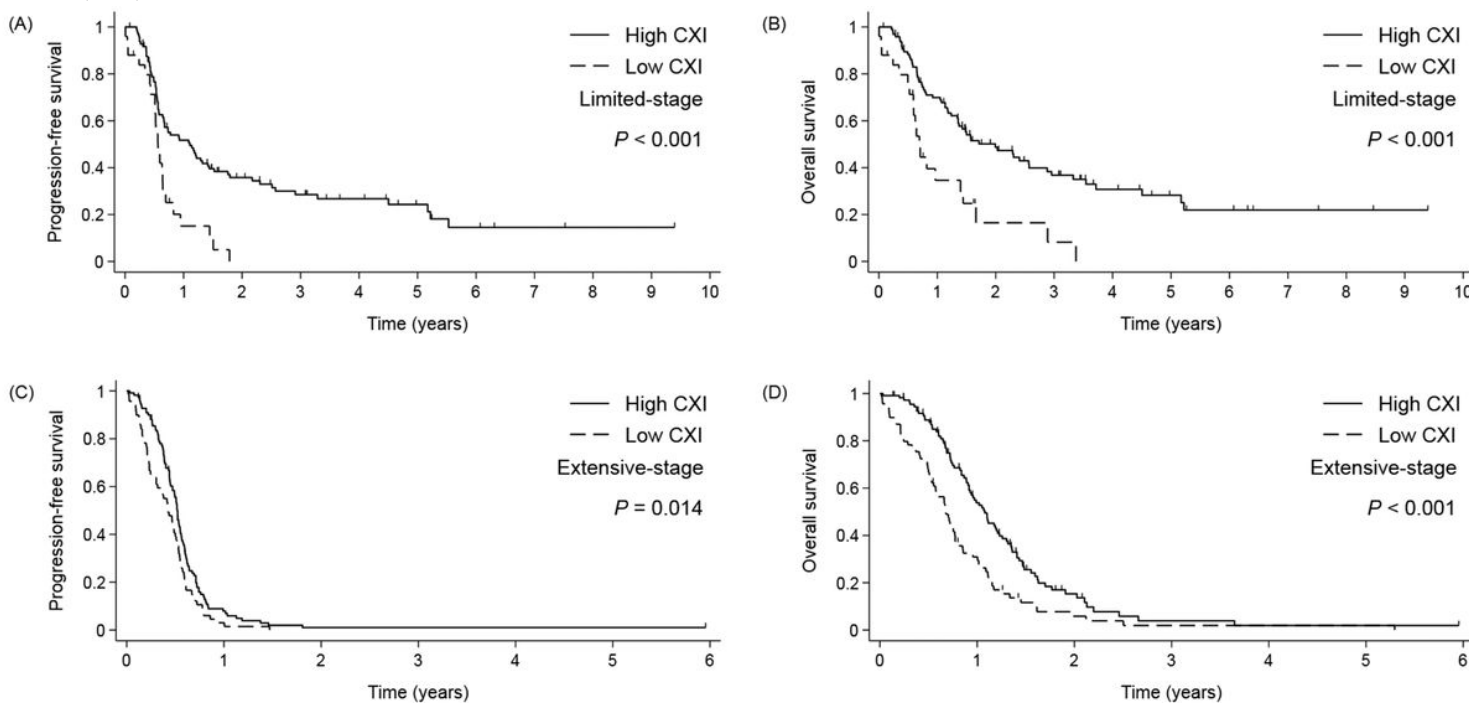 (A)
Progression-free survival
1
0.8
0.6
0.4
0.2
0
High CXI
Low CXI
Limited-stage
P < 0.001
0 1 2 3 4 5 6 7 8 9 10
Time (years)
(B)
Overall survival
1
0.8
0.6
0.4
0.2
0
High CXI
Low CXI
Limited-stage
P < 0.001
0 1 2 3 4 5 6 7 8 9 10
Time (years)
(C)
Progression-free survival
1
0.8
0.6
0.4
0.2
0
High CXI
Low CXI
Extensive-stage
P = 0.014
0 1 2 3 4 5 6
Time (years)
(D)
Overall survival
1
0.8
0.6
0.4
0.2
0
High CXI
Low CXI
Extensive-stage
P < 0.001
0 1 2 3 4 5 6
Time (years)